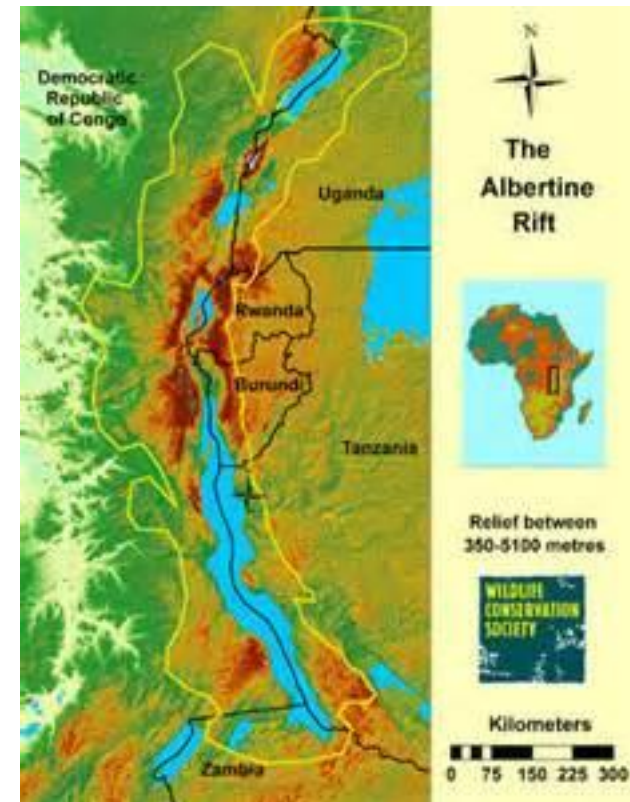 Democratic
Republic
of Congo
Uganda
Rwanda
Burundi
Tanzania
Zambia
N
The
Albertine
Rift
Relief between
350-5100 metres
WILDLIFE
CONSERVATION
SOCIETY
Kilometers
0 75 150 225 300